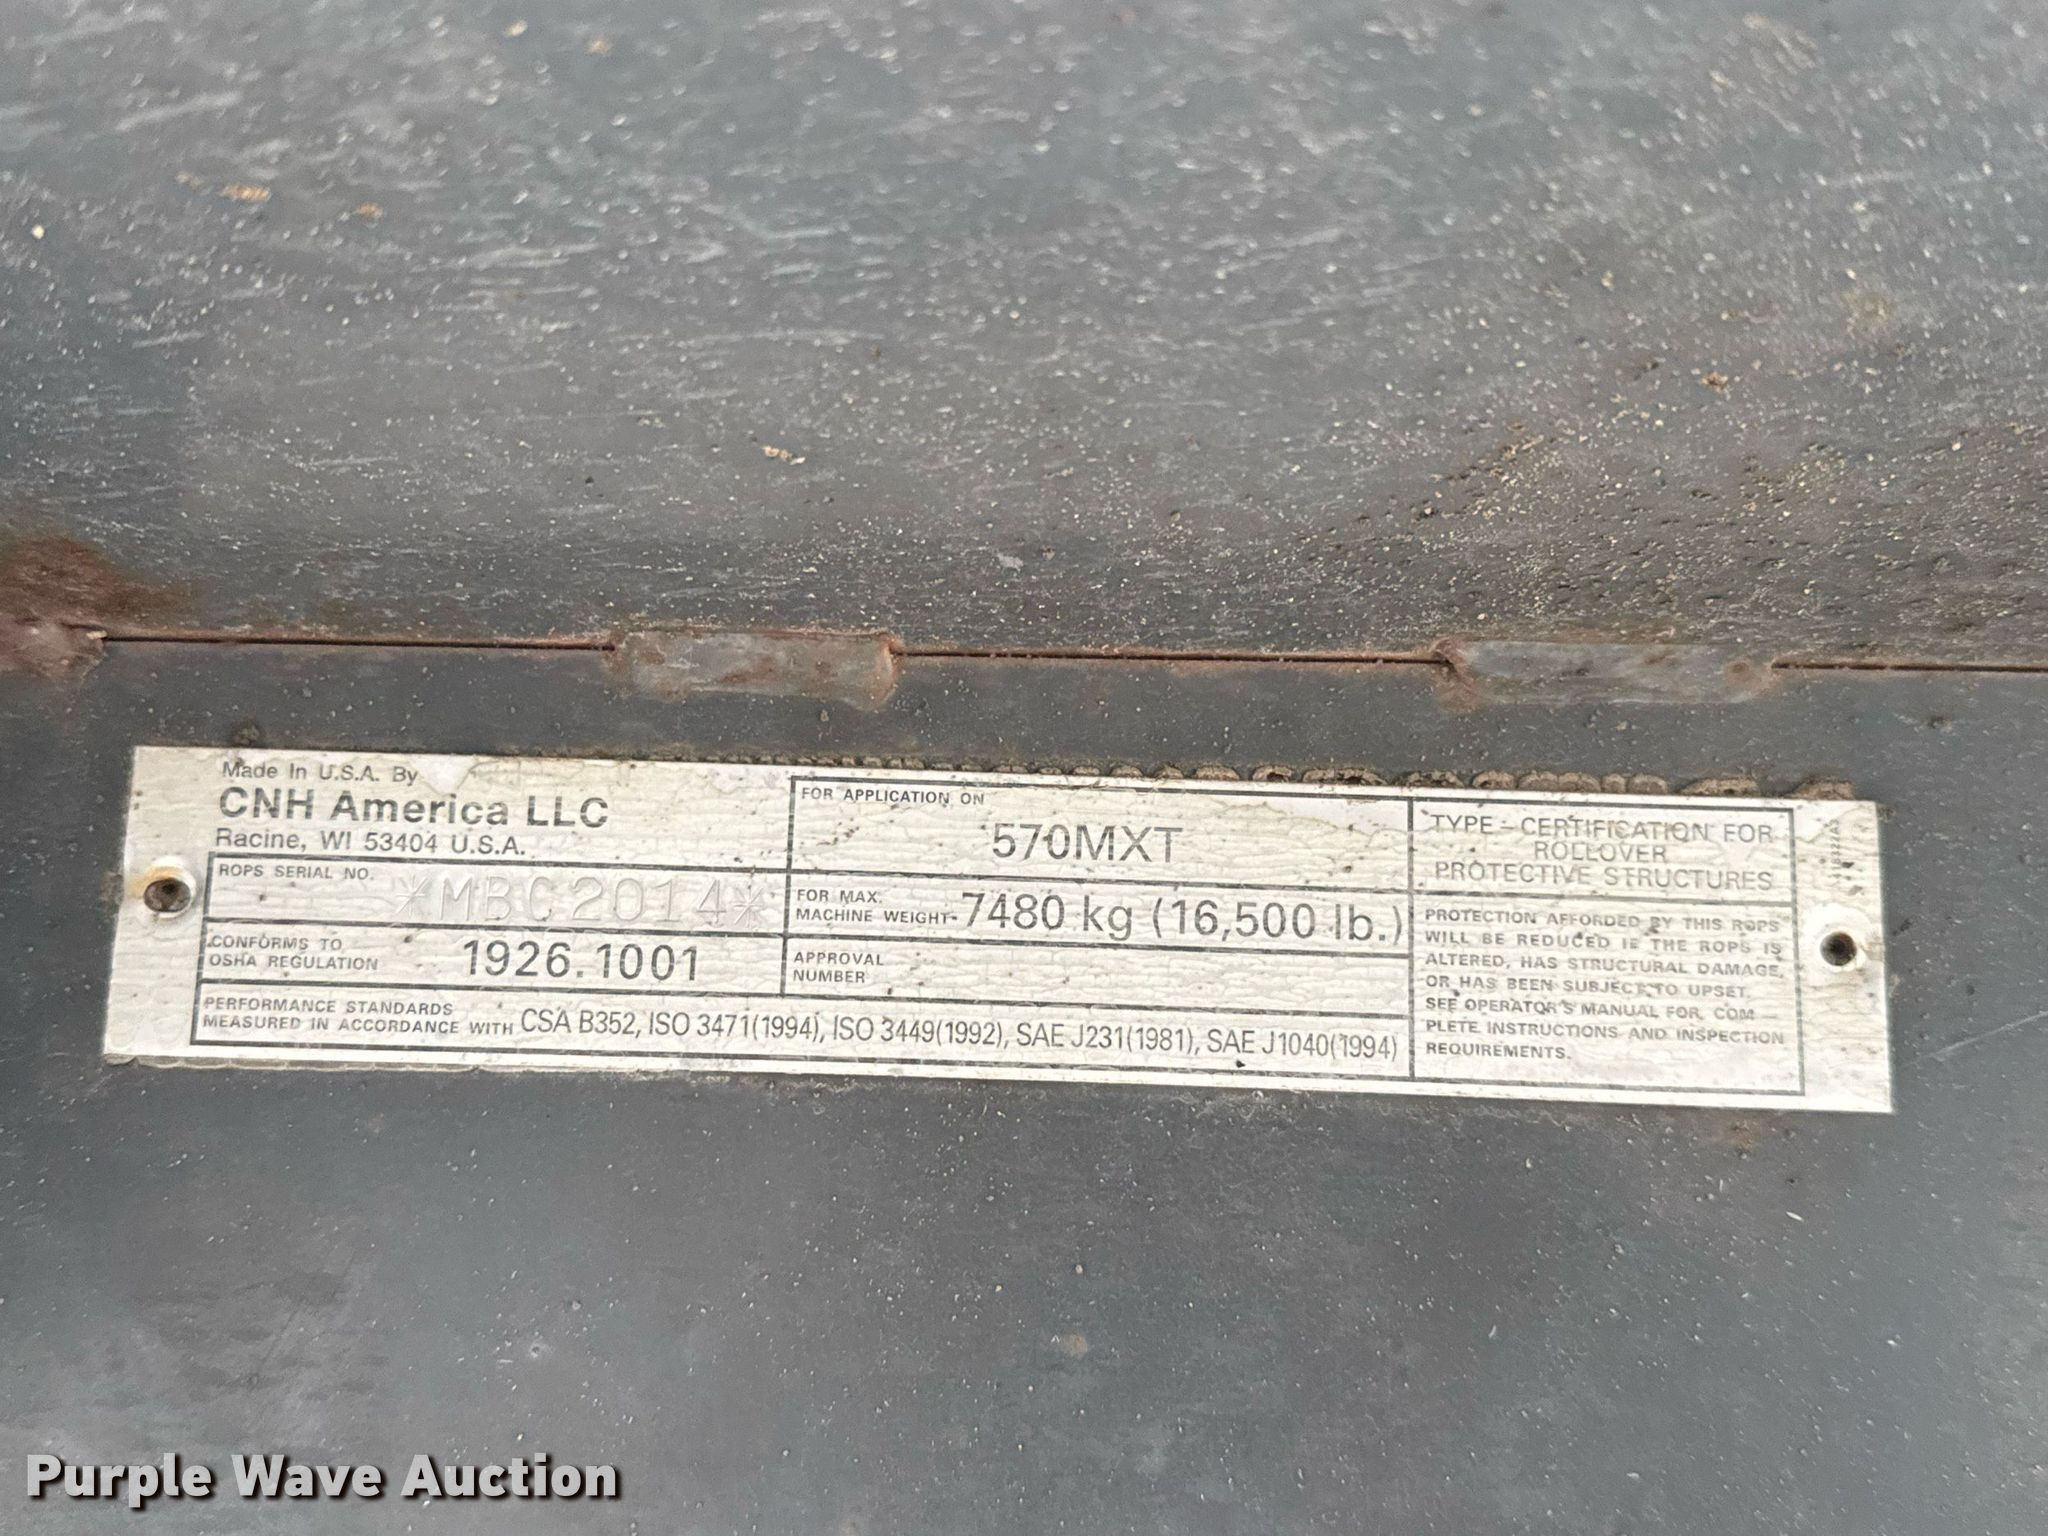 Made In U.S.A. By
CNH America LLC
Racine, WI 53404 U.S.A.
ROPS SERIAL NO.
*MBC2014*
CONFORMS TO
OSHA REGULATION
1926.1001
FOR APPLICATION ON
570MXT
FOR MAX.
MACHINE WEIGHT-
7480 kg (16,500 lb.)
APPROVAL
NUMBER
PERFORMANCE STANDARDS
MEASURED IN ACCORDANCE WITH CSA B352, ISO 3471(1994), ISO 3449(1992), SAE J231(1981), SAE J1040(1994)
TYPE - CERTIFICATION FOR
ROLLOVER
PROTECTIVE STRUCTURES
PROTECTION AFFORDED BY THIS ROPS
WILL BE REDUCED IF THE ROPS IS
ALTERED, HAS STRUCTURAL DAMAGE,
OR HAS BEEN SUBJECT TO UPSET.
SEE OPERATOR'S MANUAL FOR COM-
PLETE INSTRUCTIONS AND INSPECTION
REQUIREMENTS.
Purple Wave Auction